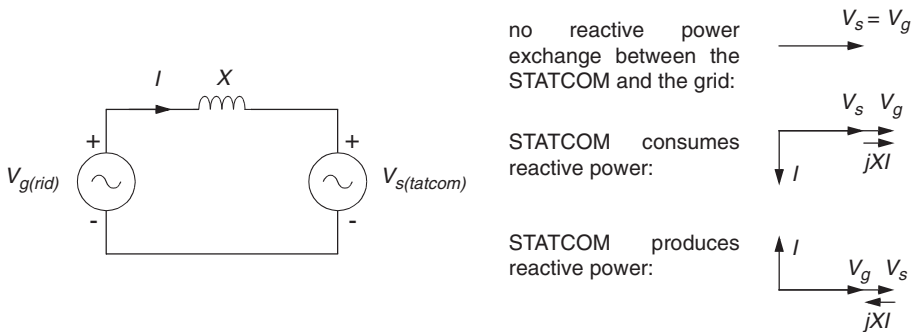 I X
+ +
V_g(rid) V_s(tatcom)
- -
no reactive power V_s = V_g
exchange between the
STATCOM and the grid:
V_s V_g
STATCOM consumes
reactive power: jXI
I
STATCOM produces I
reactive power: V_g V_s
jXI